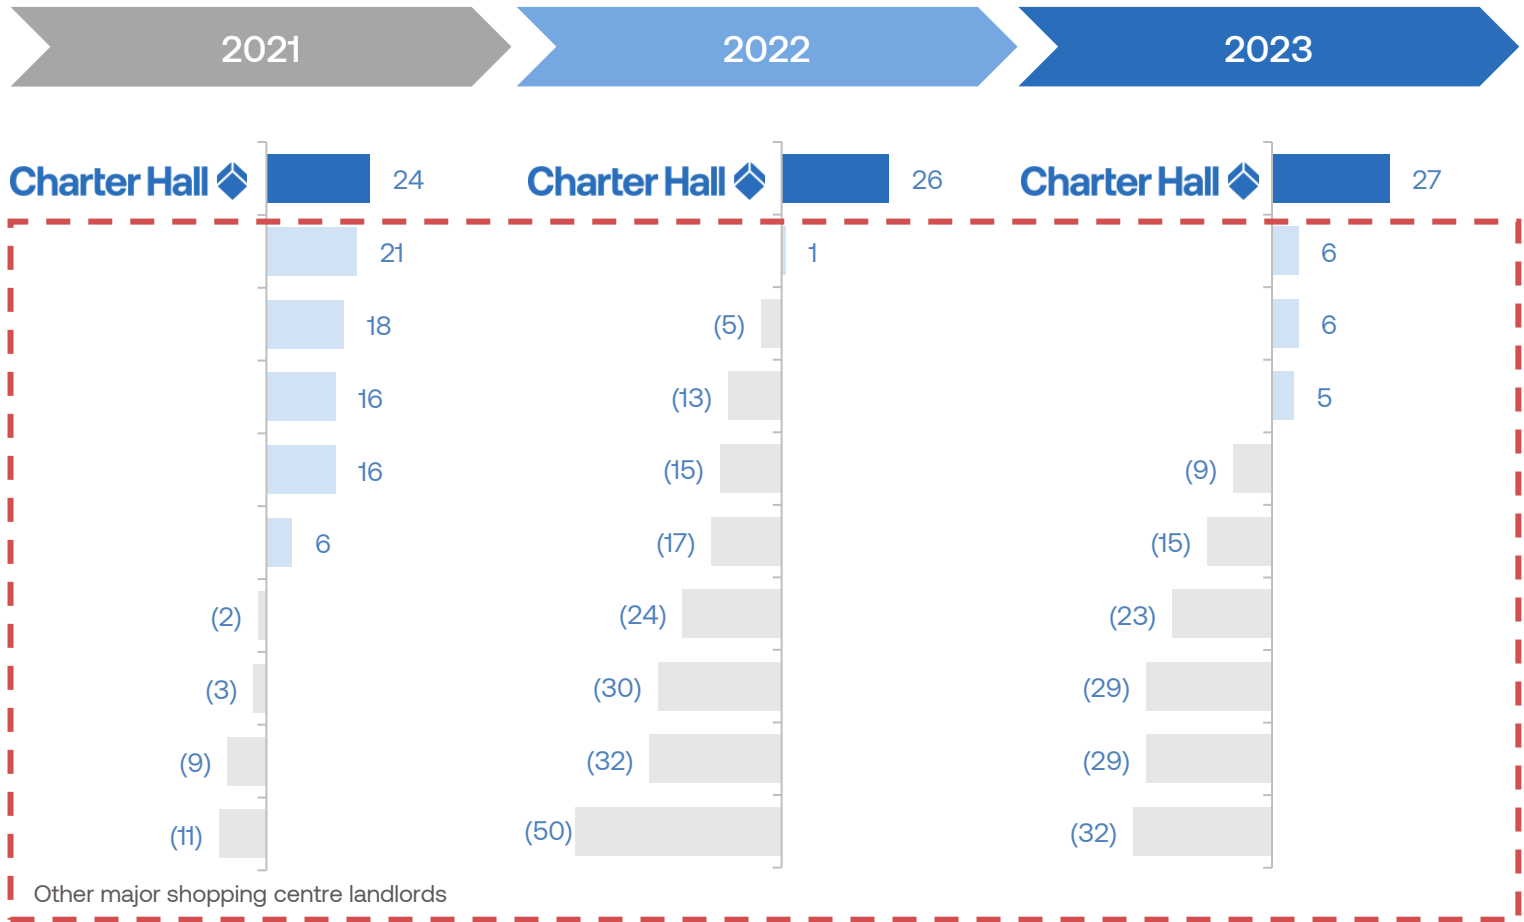 2021 2022 2023
Charter Hall 24 Charter Hall 26 Charter Hall 27
21 1 6
18 (5) 6
16 (13) 5
16 (15) (9)
6 (17) (15)
(2) (24) (23)
(3) (30) (29)
(9) (32) (29)
(11) (50) (32)
Other major shopping centre landlords